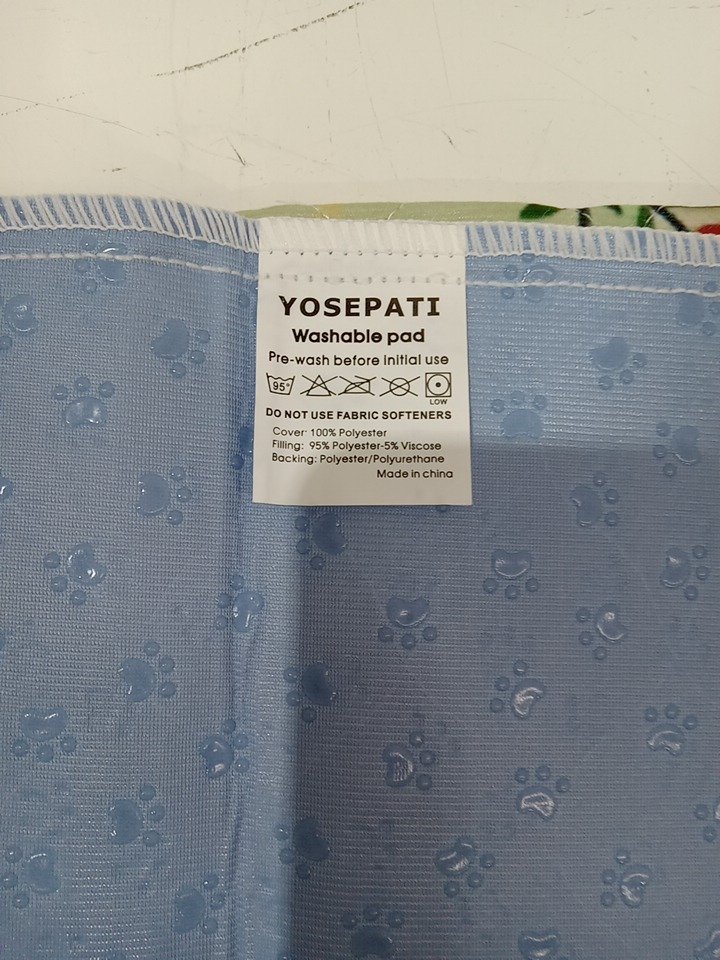 YOSEPATI
Washable pad
Pre-wash before initial use
95°
LOW
DO NOT USE FABRIC SOFTENERS
Cover: 100% Polyester
Filling: 95% Polyester-5% Viscose
Backing: Polyester/Polyurethane
Made in china